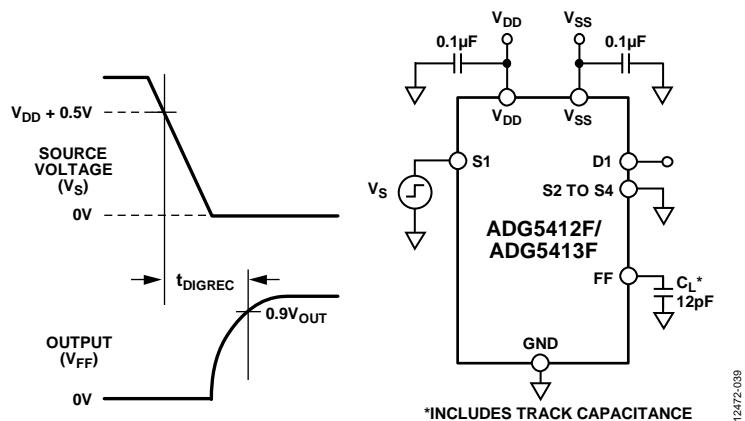 VDD + 0.5V
SOURCE
VOLTAGE
(VS)
0V
tDIGREC
0.9VOUT
OUTPUT
(VFF)
0V
VDD
VSS
0.1µF
0.1µF
VDD
VSS
S1
D1
VS
S2 TO S4
ADG5412F/
ADG5413F
FF
CL*
12pF
GND
*INCLUDES TRACK CAPACITANCE
12472-039